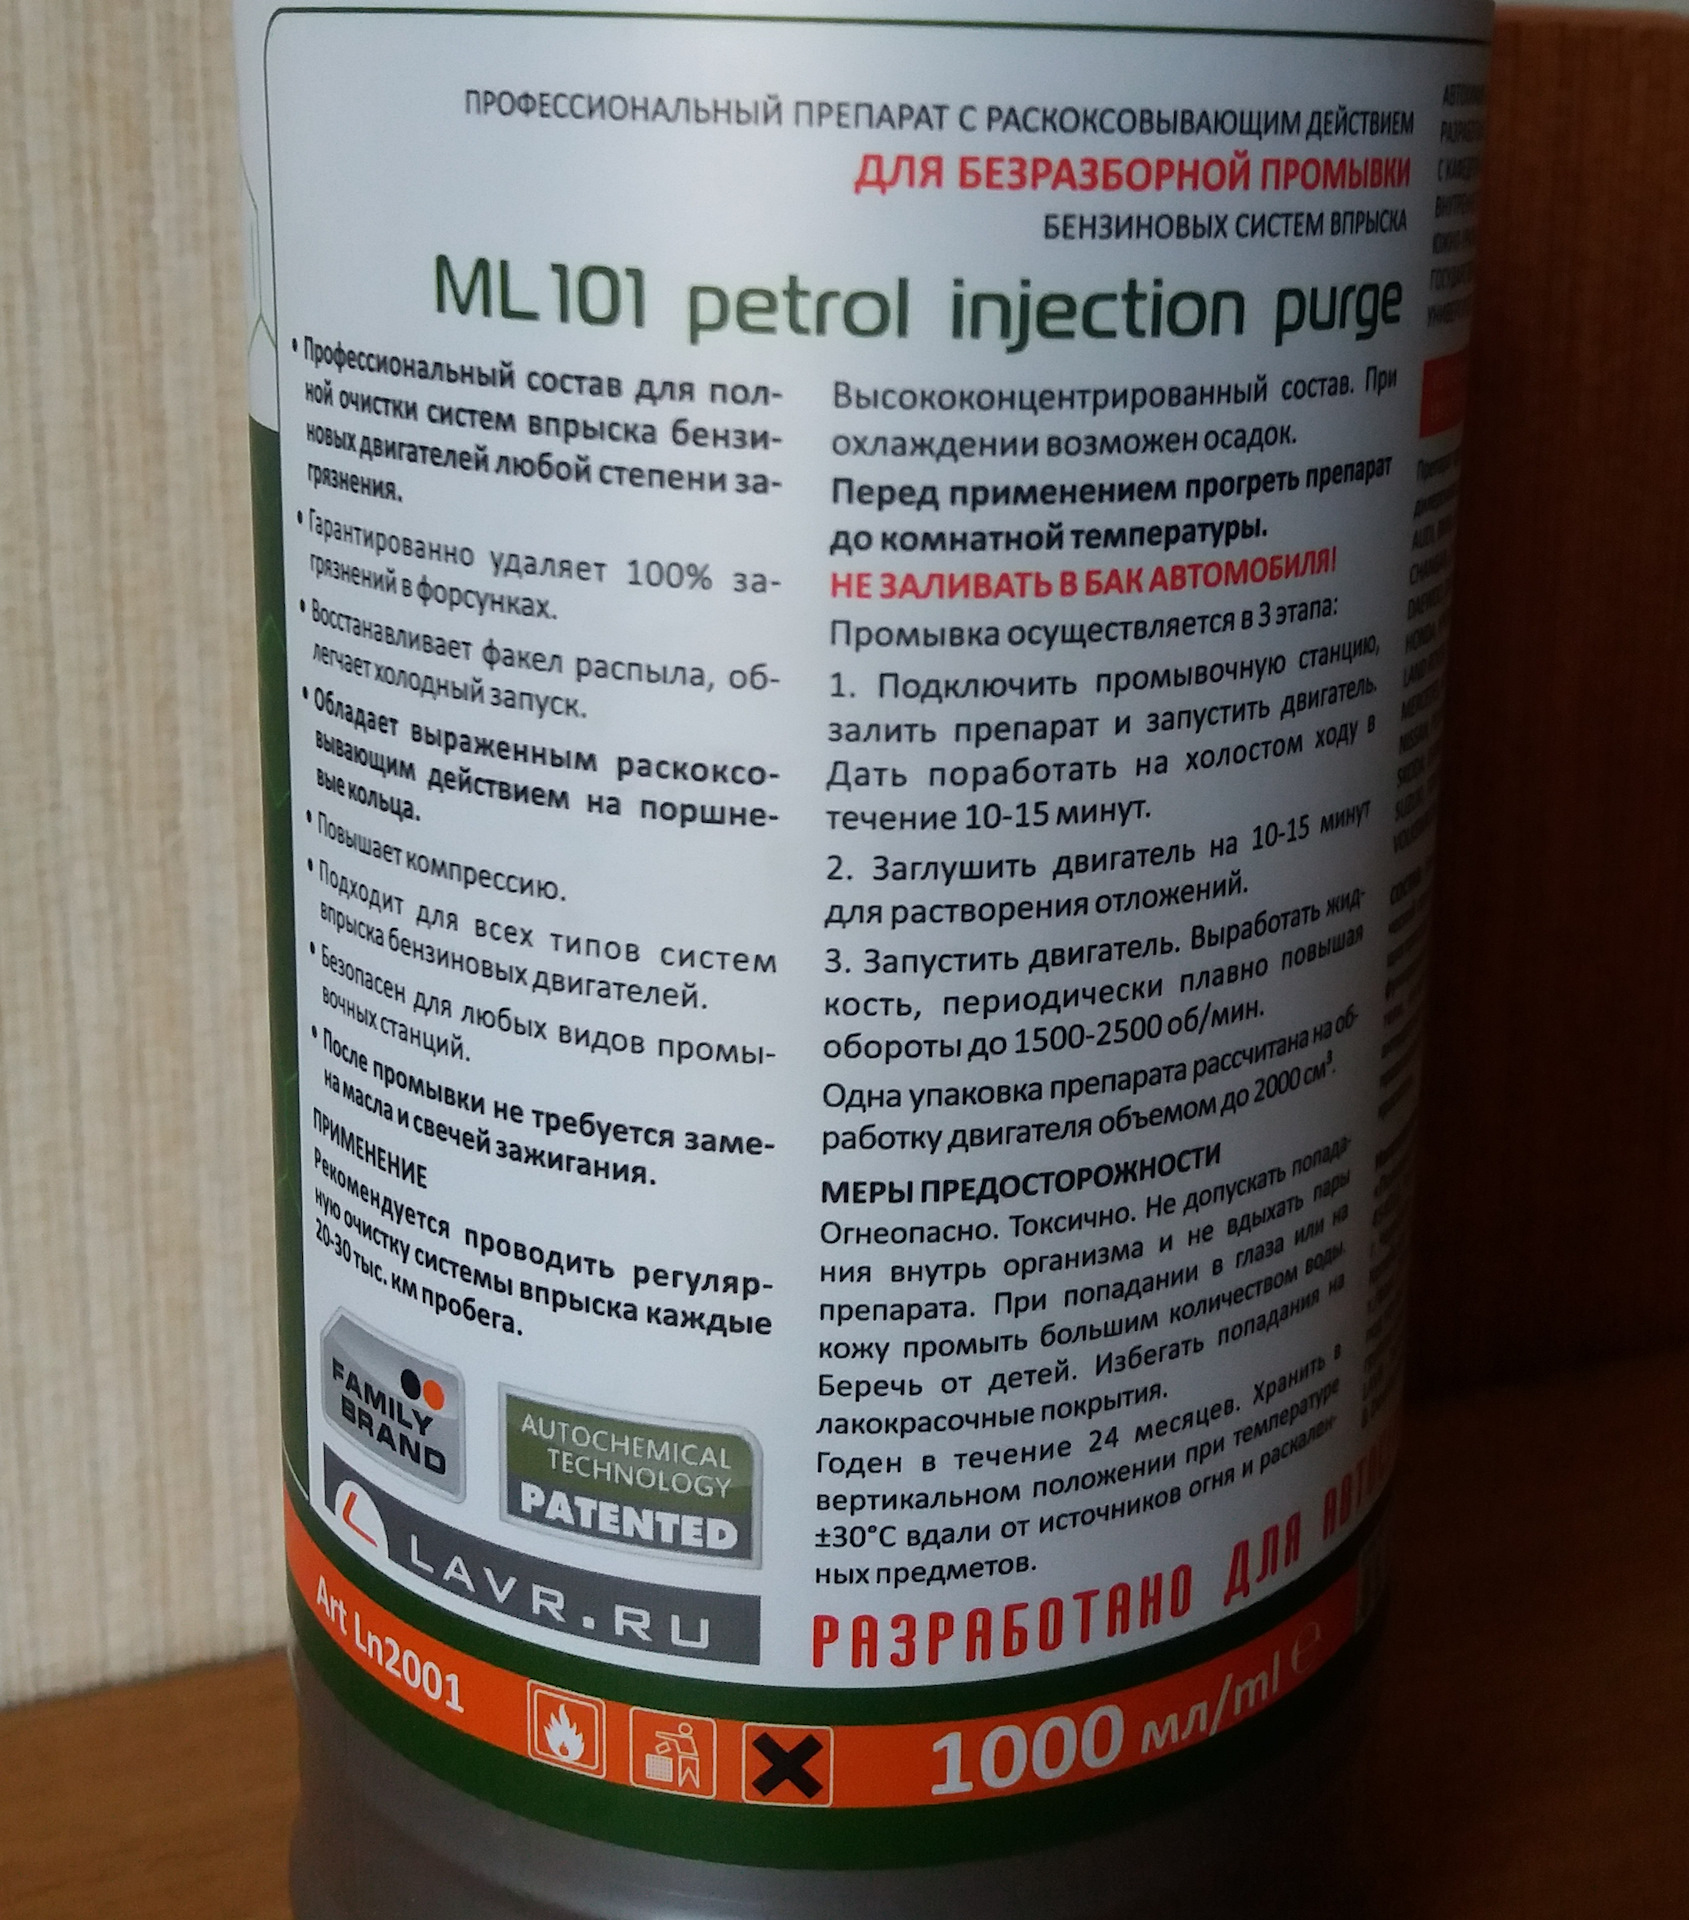 ПРОФЕССИОНАЛЬНЫЙ ПРЕПАРАТ С РАСКОКСОВЫВАЮЩИМ ДЕЙСТВИЕМ
ДЛЯ БЕЗРАЗБОРНОЙ ПРОМЫВКИ
БЕНЗИНОВЫХ СИСТЕМ ВПРЫСКА
ML101 petrol injection purge
• Профессиональный состав для пол-
ной очистки систем впрыска бензи-
новых двигателей любой степени за-
грязнения.
• Гарантированно удаляет 100% за-
грязнений в форсунках.
• Восстанавливает факел распыла, об-
легчает холодный запуск.
• Обладает выраженным раскоксо-
вывающим действием на поршне-
вые кольца.
• Повышает компрессию.
• Подходит для всех типов систем
впрыска бензиновых двигателей.
• Безопасен для любых видов промы-
вочных станций.
• После промывки не требуется заме-
на масла и свечей зажигания.
ПРИМЕНЕНИЕ
Рекомендуется проводить регуляр-
ную очистку системы впрыска каждые
20-30 тыс. км пробега.
FAMILY
BRAND
AUTOCHEMICAL
TECHNOLOGY
PATENTED
LAVR.RU
Высококонцентрированный состав. При
охлаждении возможен осадок.
Перед применением прогреть препарат
до комнатной температуры.
НЕ ЗАЛИВАТЬ В БАК АВТОМОБИЛЯ!
Промывка осуществляется в 3 этапа:
1. Подключить промывочную станцию,
залить препарат и запустить двигатель.
Дать поработать на холостом ходу в
течение 10-15 минут.
2. Заглушить двигатель на 10-15 минут
для растворения отложений.
3. Запустить двигатель. Выработать жид-
кость, периодически плавно повышая
обороты до 1500-2500 об/мин.
Одна упаковка препарата рассчитана на об-
работку двигателя объемом до 2000 см³.
МЕРЫ ПРЕДОСТОРОЖНОСТИ
Огнеопасно. Токсично. Не допускать попада-
ния внутрь организма и не вдыхать пары
препарата. При попадании в глаза или на
кожу промыть большим количеством воды.
Беречь от детей. Избегать попадания на
лакокрасочные покрытия.
Годен в течение 24 месяцев. Хранить в
вертикальном положении при температуре
±30°С вдали от источников огня и раскален-
ных предметов.
РАЗРАБОТАНО ДЛЯ
Art Ln2001
1000 мл/ml ℮